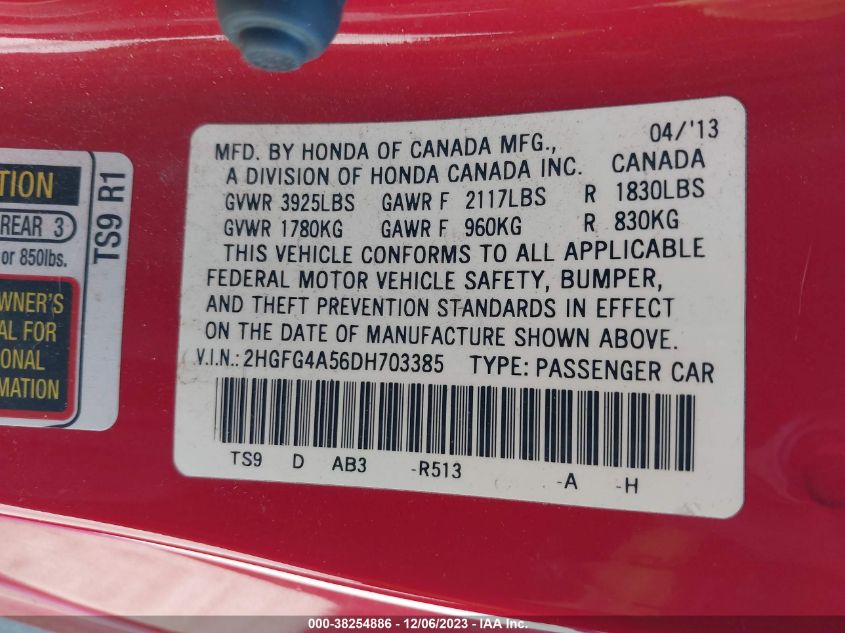 TION
REAR 3
or 850lbs.
WNER'S
AL FOR
IONAL
MATION
TS9 R1
04/'13
MFD. BY HONDA OF CANADA MFG.,
A DIVISION OF HONDA CANADA INC. CANADA
GVWR 3925LBS GAWR F 2117LBS R 1830LBS
GVWR 1780KG GAWR F 960KG R 830KG
THIS VEHICLE CONFORMS TO ALL APPLICABLE
FEDERAL MOTOR VEHICLE SAFETY, BUMPER,
AND THEFT PREVENTION STANDARDS IN EFFECT
ON THE DATE OF MANUFACTURE SHOWN ABOVE.
V.I.N.: 2HGFG4A56DH703385 TYPE: PASSENGER CAR
TS9 D AB3 -R513 -A -H
000-38254886 - 12/06/2023 - IAA Inc.